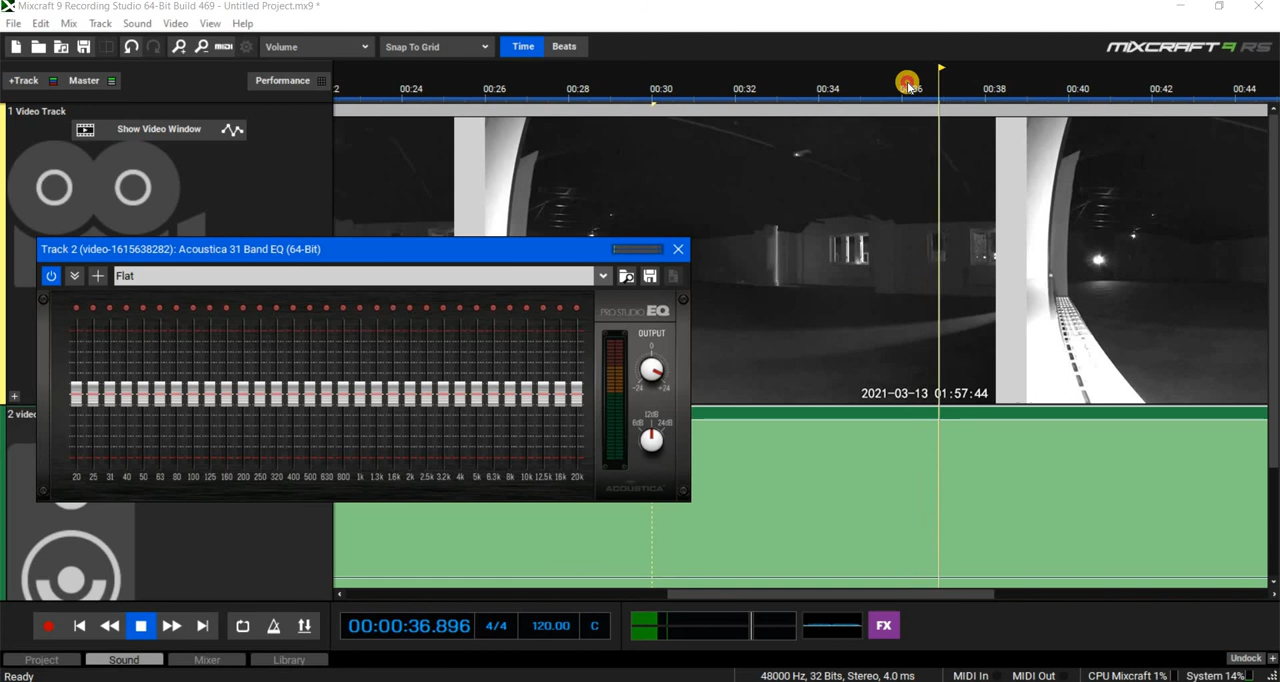 Mixcraft 9 Recording Studio 64-Bit Build 469 - Untitled Project.mx9 *
File Edit Mix Track Sound Video View Help
MIDI Volume Snap To Grid Time Beats MIXCRAFT 9 RS
+Track Master Performance 2 00:24 00:26 00:28 00:30 00:32 00:34 00:38 00:40 00:42 00:44
1 Video Track
Show Video Window
Track 2 (video-1615638282): Acoustica 31 Band EQ (64-Bit)
Flat
PRO STUDIO EQ
OUTPUT
0
-24 +24
2021-03-13 01:57:44
12dB
6dB 24dB
2 videc
20 25 31 40 50 63 80 100 125 160 200 250 320 400 500 630 800 1k 1.3k 1.6k 2k 2.5k 3.2k 4k 5k 6.3k 8k 10k 12.5k 16k 20k
ACOUSTICA
00:00:36.896 4/4 120.00 C FX
Project Sound Mixer Library Undock +
Ready 48000 Hz, 32 Bits, Stereo, 4.0 ms MIDI In MIDI Out CPU Mixcraft 1% System 14%